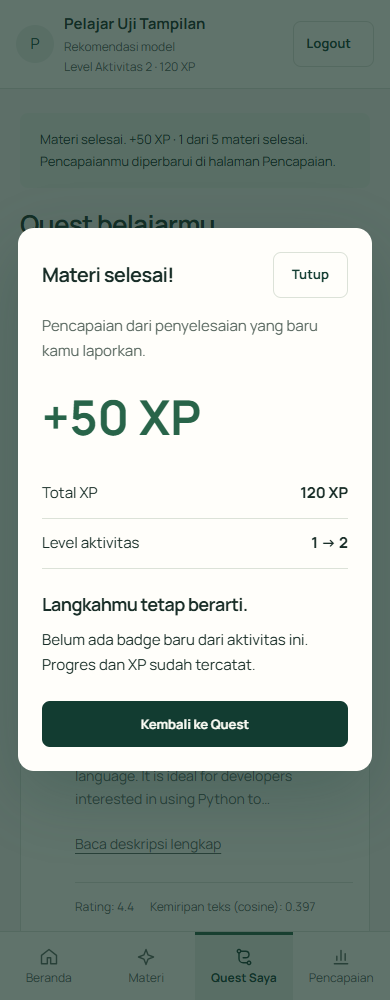 P
Pelajar Uji Tampilan
Rekomendasi model
Level Aktivitas 2 · 120 XP
Logout
Materi selesai. +50 XP · 1 dari 5 materi selesai.
Pencapaianmu diperbarui di halaman Pencapaian.
Quest belajarmu
Materi selesai!
Tutup
Pencapaian dari penyelesaian yang baru
kamu laporkan.
+50 XP
Total XP
120 XP
Level aktivitas
1 → 2
Langkahmu tetap berarti.
Belum ada badge baru dari aktivitas ini.
Progres dan XP sudah tercatat.
Kembali ke Quest
language. It is ideal for developers
interested in using Python to...
Baca deskripsi lengkap
Rating: 4.4
Kemiripan teks (cosine): 0.397
Beranda
Materi
Quest Saya
Pencapaian